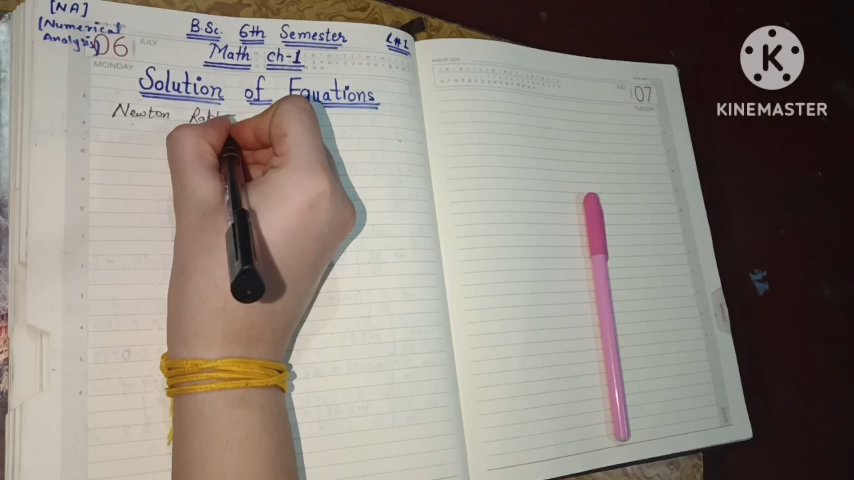 [NA]
[Numerical Analysis]
B.Sc. 6th Semester
L#1
06 JULY
MONDAY
Math ch-1
Solution of Equations
Newton
07
TUESDAY
K
KINEMASTER